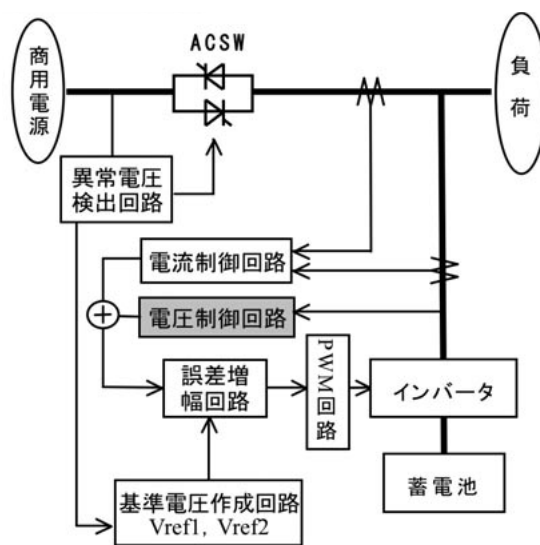 ACSW
商用電源
負荷
異常電圧
検出回路
電流制御回路
電圧制御回路
PWM回路
誤差増
幅回路
インバータ
蓄電池
基準電圧作成回路
Vref1, Vref2